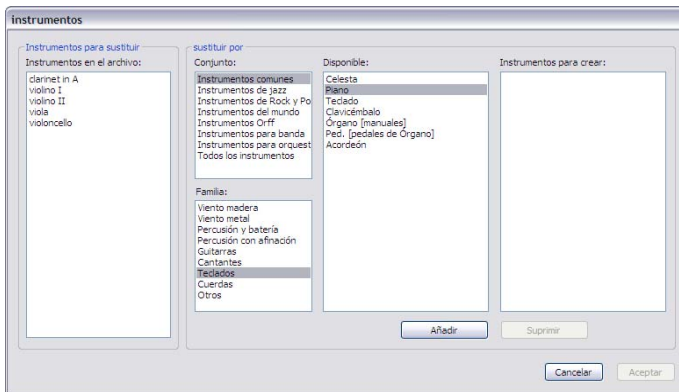 instrumentos
Instrumentos para sustituir
Instrumentos en el archivo:
clarinet in A
violino I
violino II
viola
violoncello
sustituir por
Conjunto:
Instrumentos comunes
Instrumentos de jazz
Instrumentos de Rock y Po
Instrumentos del mundo
Instrumentos Orff
Instrumentos para banda
Instrumentos para orquest
Todos los instrumentos
Familia:
Viento madera
Viento metal
Percusión y batería
Percusión con afinación
Guitarras
Cantantes
Teclados
Cuerdas
Otros
Disponible:
Celesta
Piano
Teclado
Clavicémbalo
Órgano [manuales]
Ped. [pedales de Órgano]
Acordeón
Instrumentos para crear:
Añadir
Suprimir
Cancelar
Aceptar